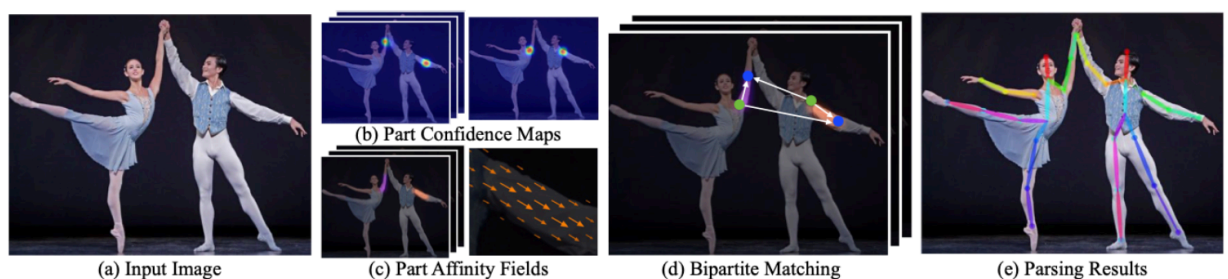 (a) Input Image
(b) Part Confidence Maps
(c) Part Affinity Fields
(d) Bipartite Matching
(e) Parsing Results